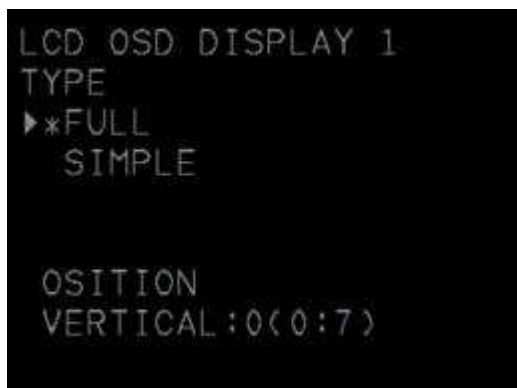 LCD OSD DISPLAY 1
TYPE
▶*FULL
SIMPLE
OSITION
VERTICAL:0(0:7)